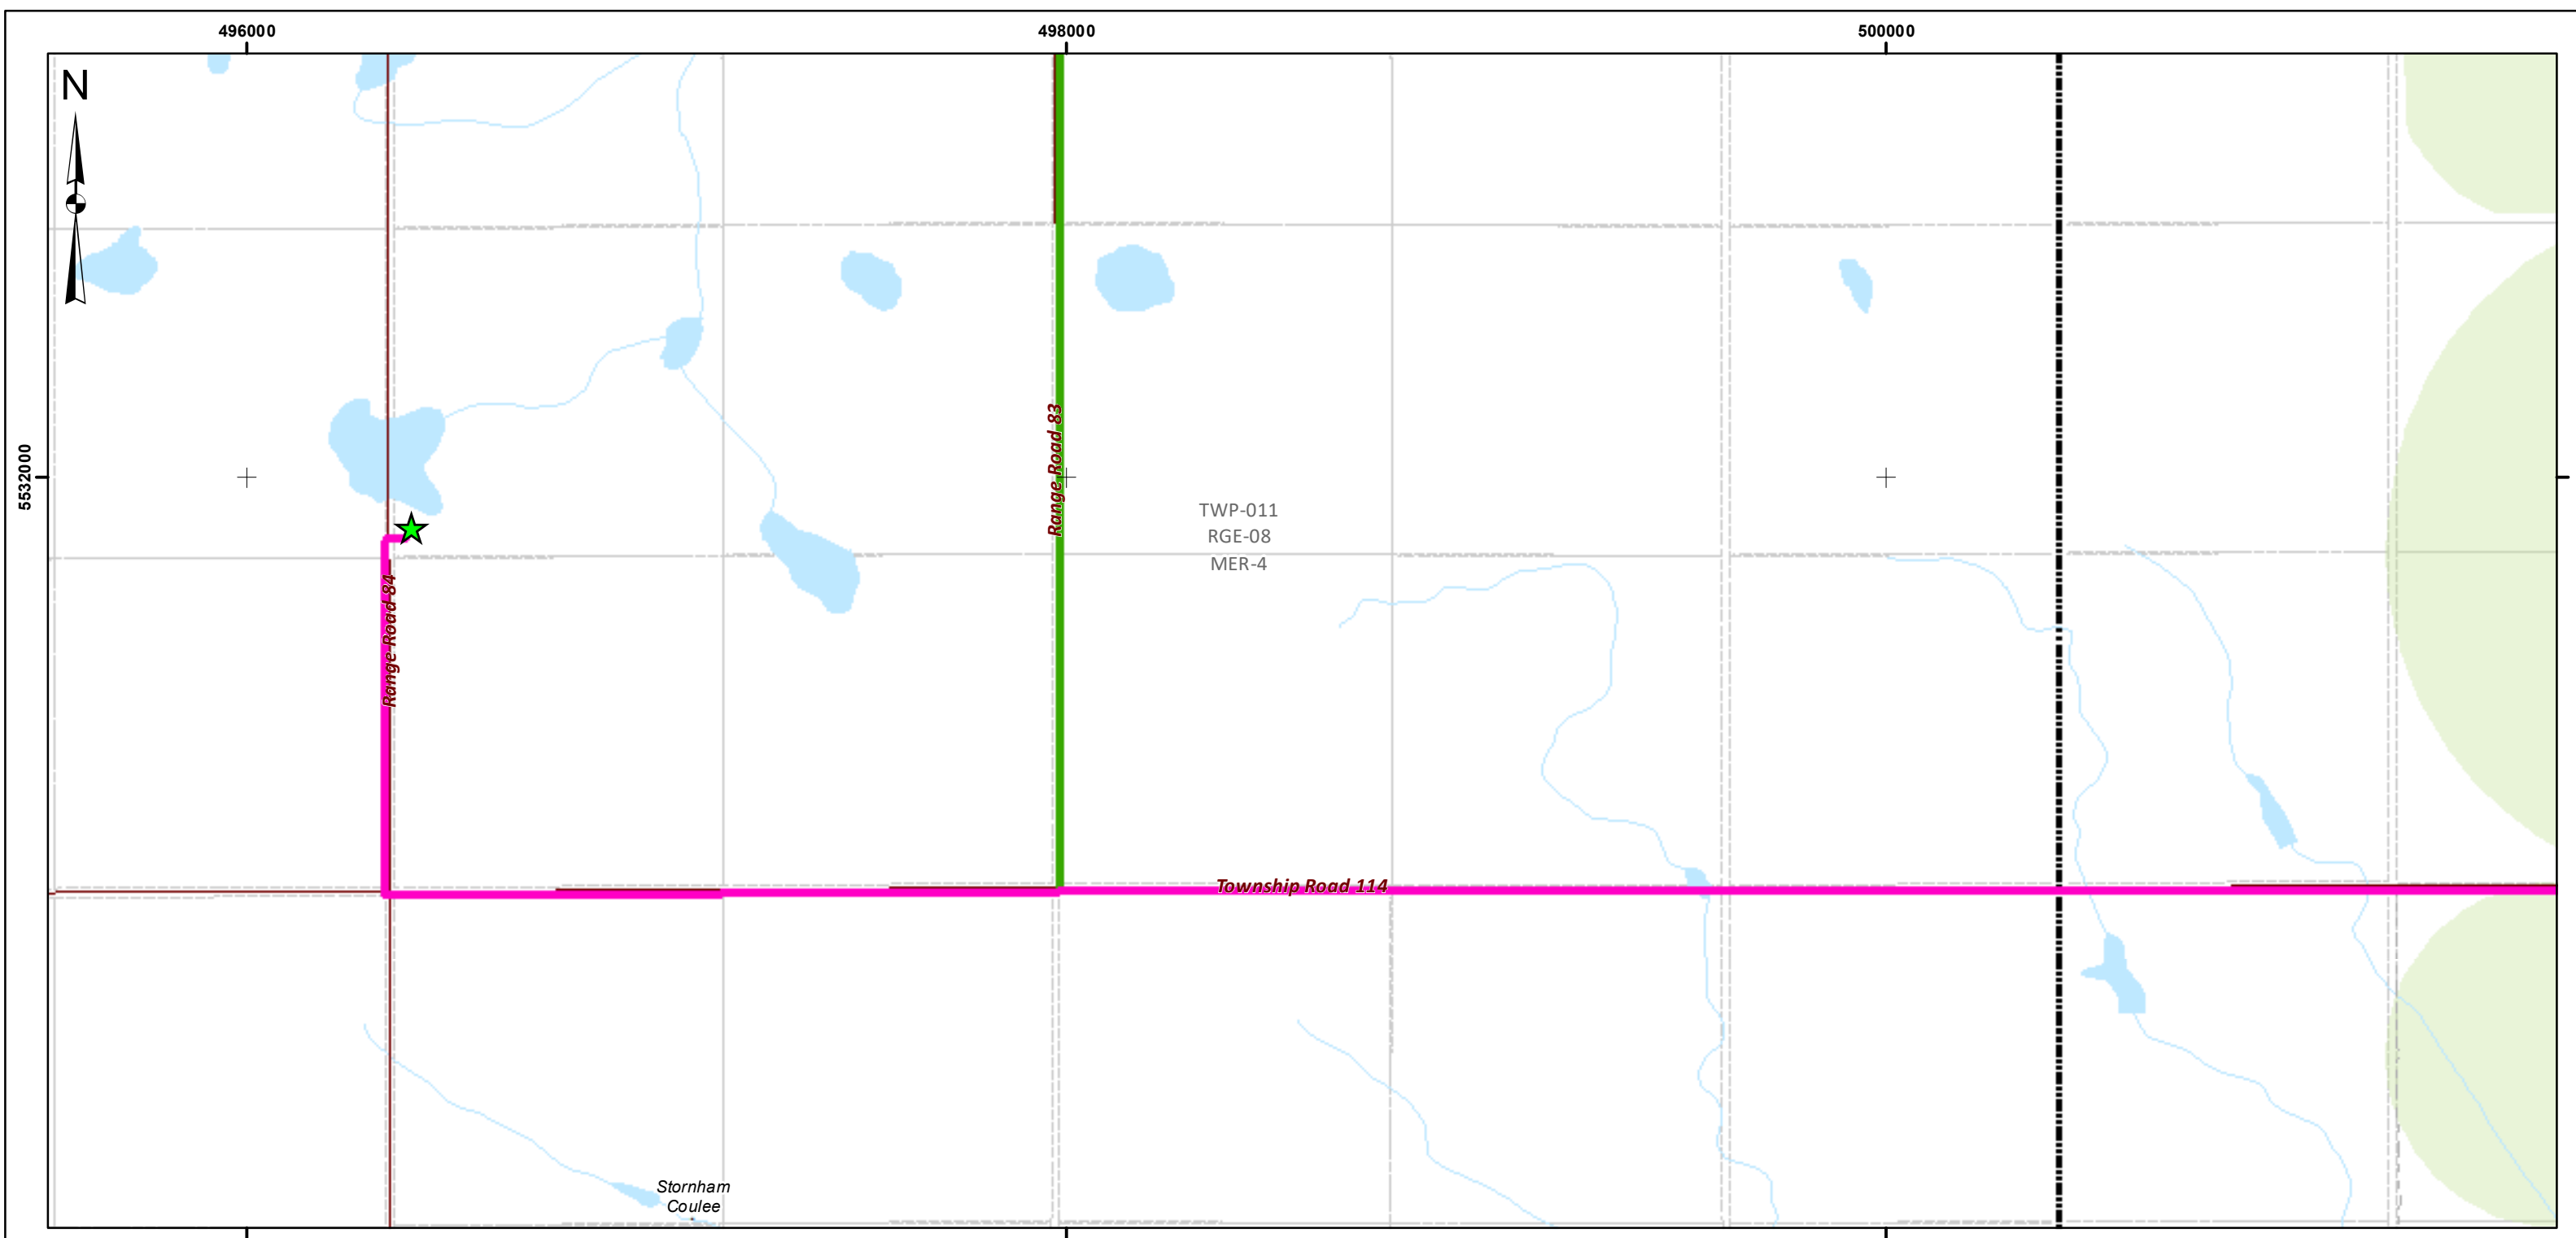 496000
498000
500000
N
Range Road 83
5532000
TWP-011
RGE-08
MER-4
Range Road 84
Township Road 114
Stornham
Coulee